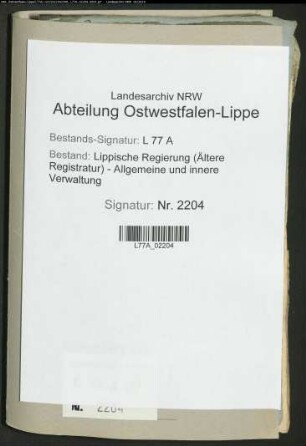 Landesarchiv NRW
Abteilung Ostwestfalen-Lippe
Bestands-Signatur: L 77 A
Bestand: Lippische Regierung (Ältere
Registratur) - Allgemeine und innere
Verwaltung
Signatur: Nr. 2204
L77A_02204
Nr. 2204